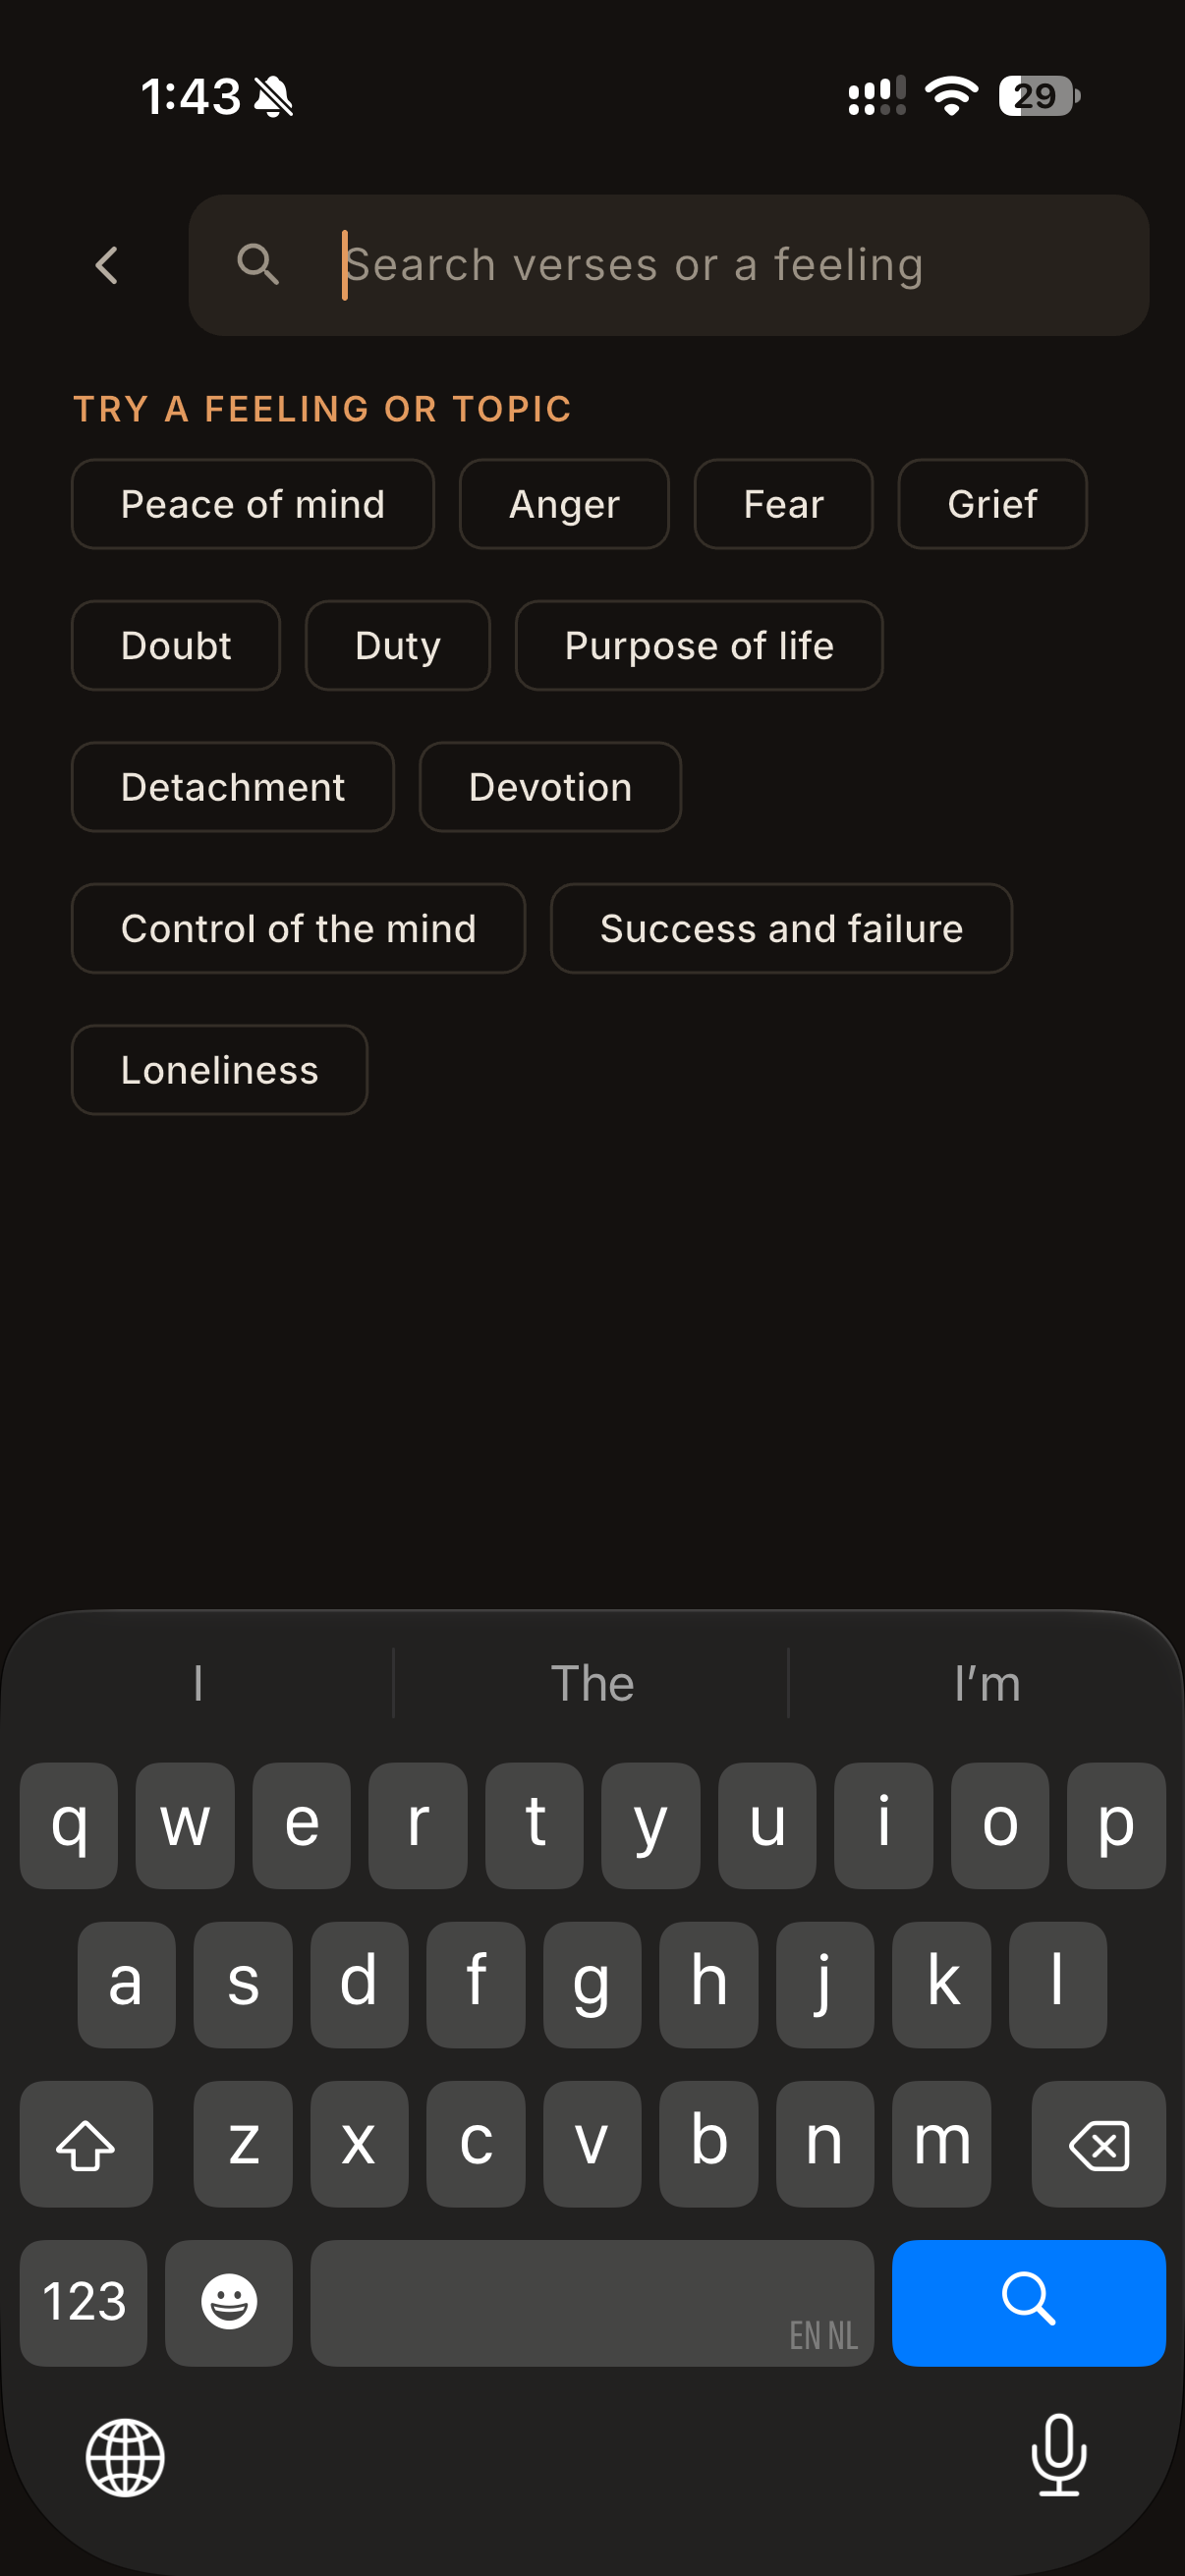 1:43 29
Search verses or a feeling
TRY A FEELING OR TOPIC
Peace of mind Anger Fear Grief
Doubt Duty Purpose of life
Detachment Devotion
Control of the mind Success and failure
Loneliness
I The I’m
q w e r t y u i o p
a s d f g h j k l
z x c v b n m
123 EN NL